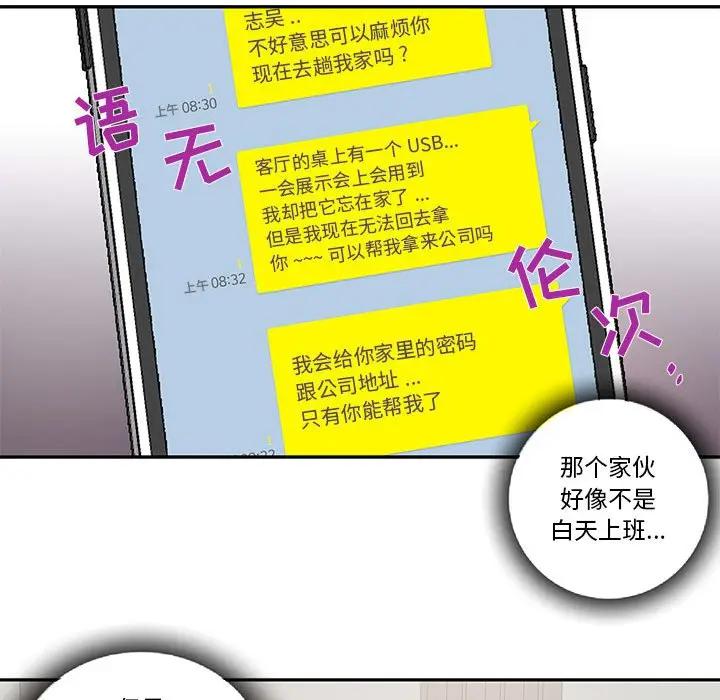 志吴 ..
不好意思可以麻烦你
现在去趟我家吗？
1
上午 08:30
语无
客厅的桌上有一个 USB...
一会展示会上会用到
我却把它忘在家了 ...
但是我现在无法回去拿
你 ~~~ 可以帮我拿来公司吗
1
上午 08:32
伦次
我会给你家里的密码
跟公司地址 ...
只有你能帮我了
1
那个家伙
好像不是
白天上班...